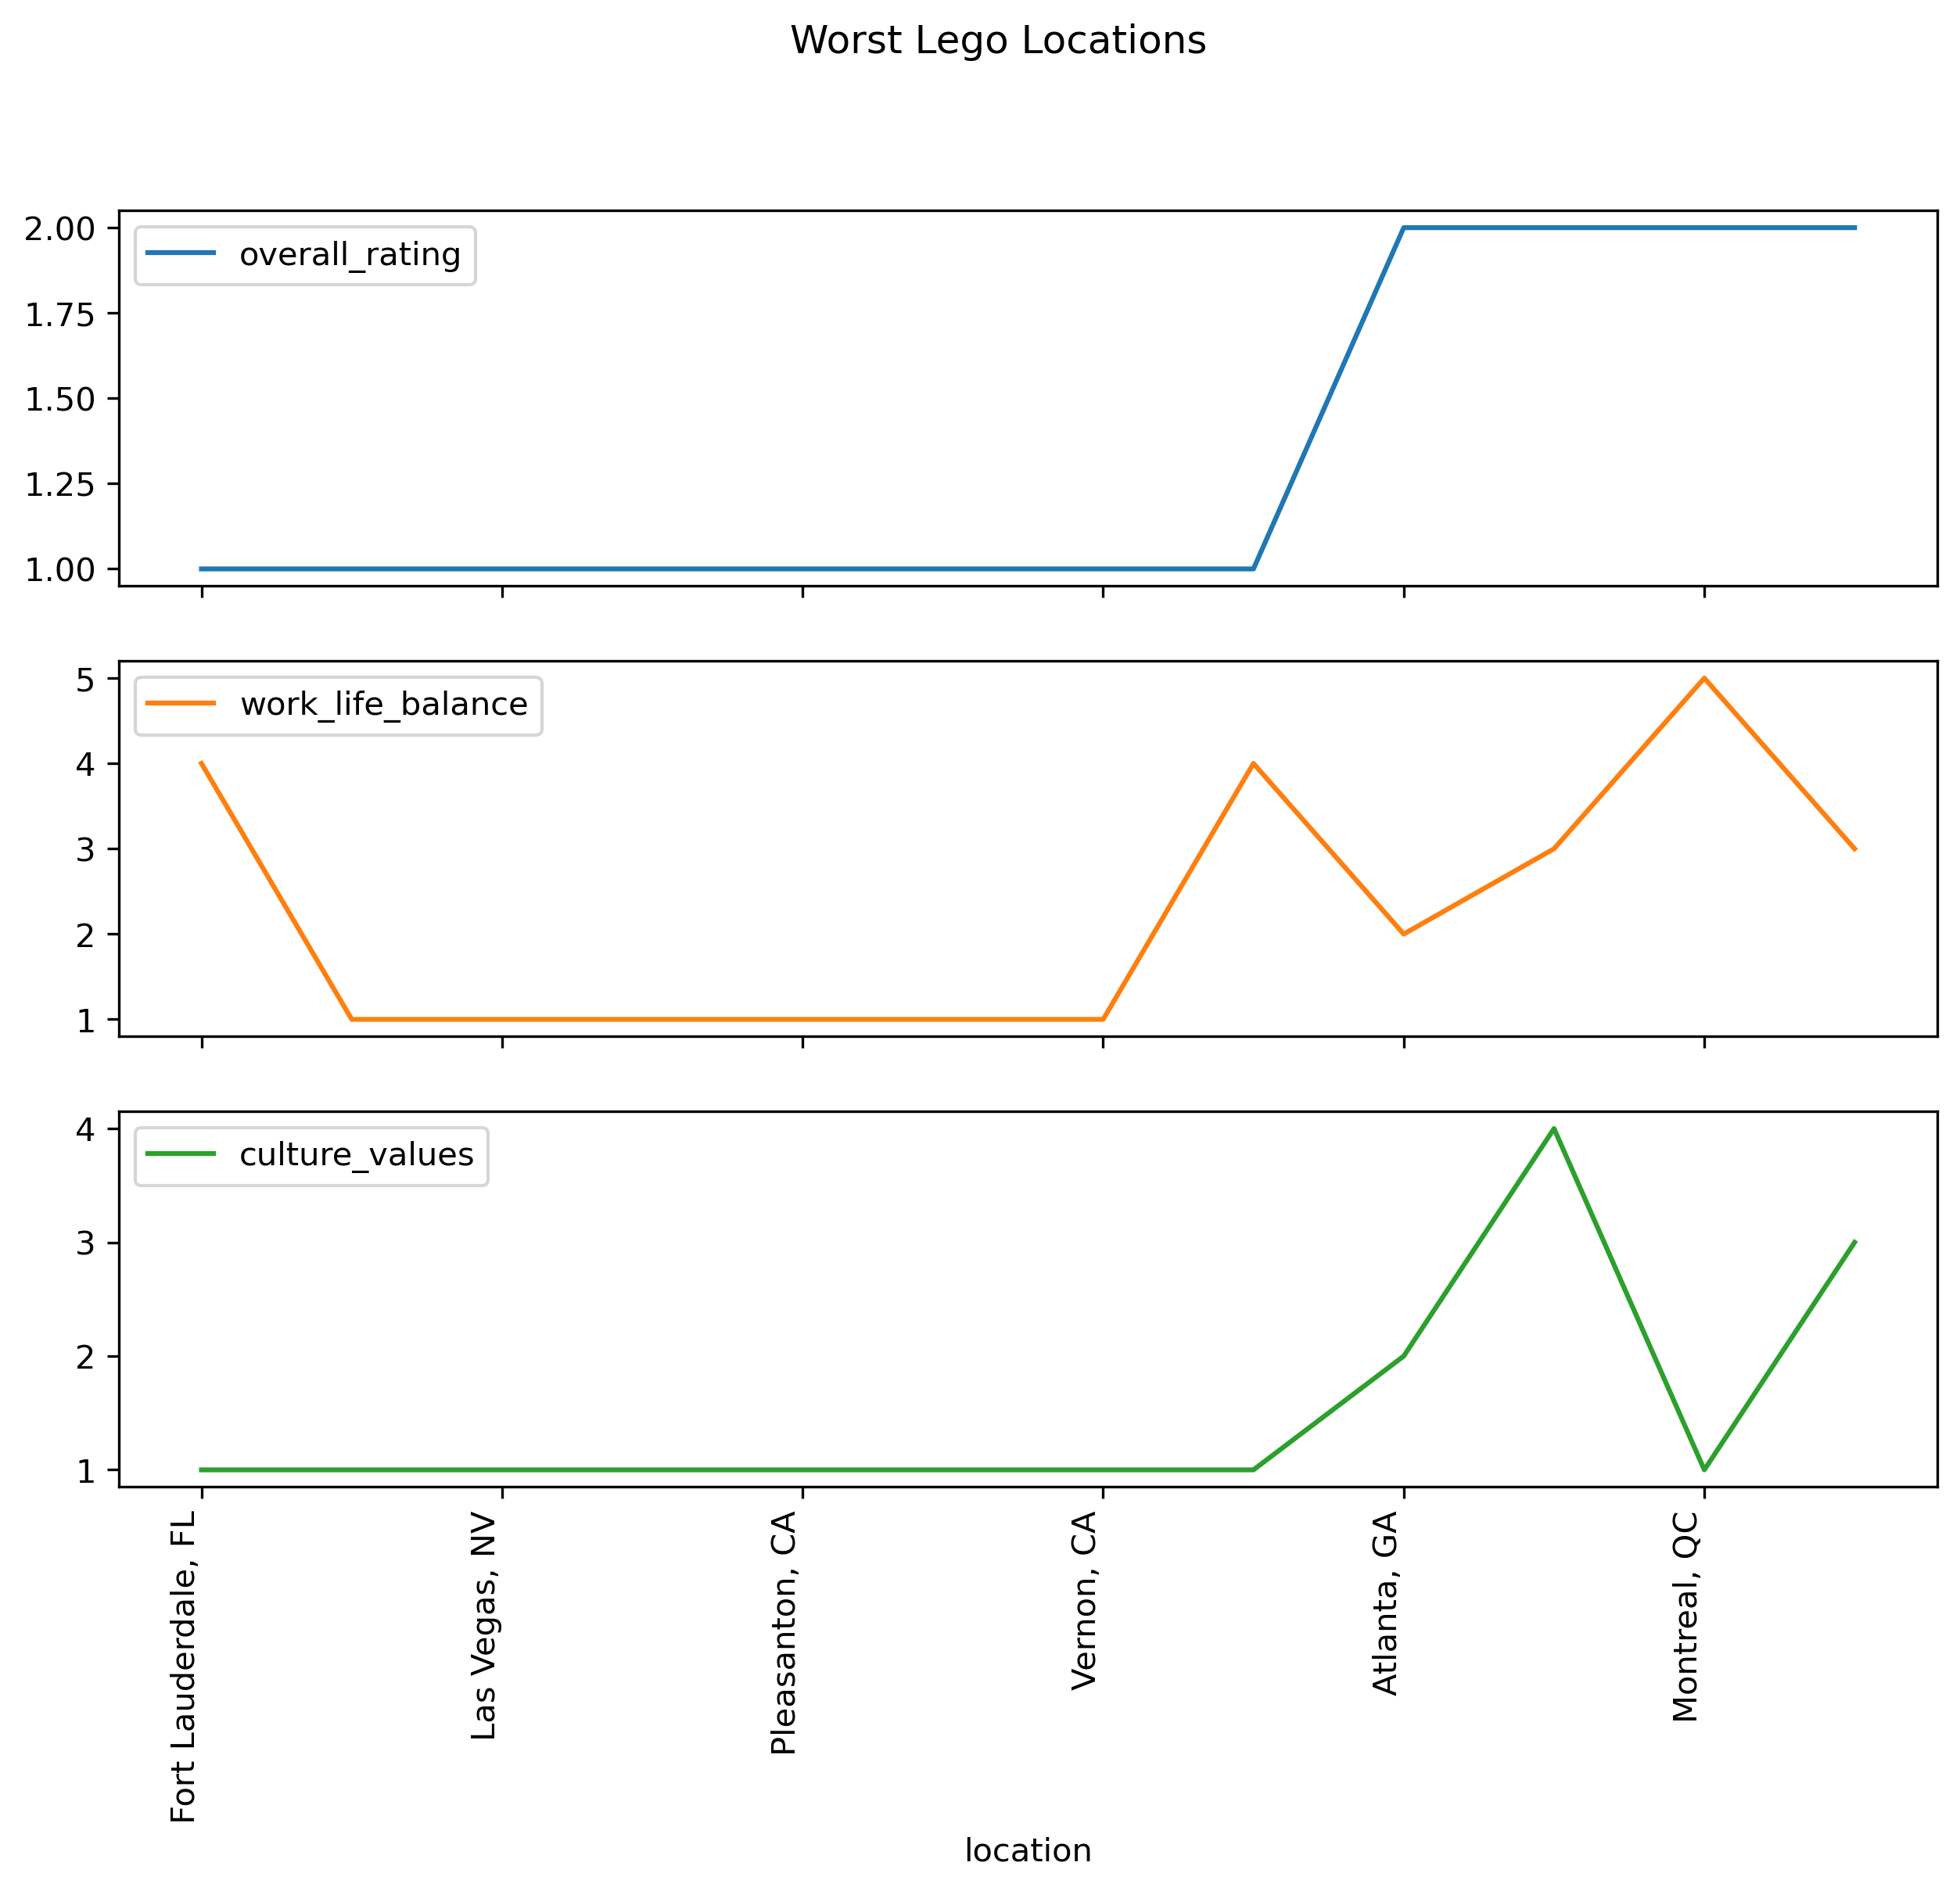 Worst Lego Locations
2.00
overall_rating
1.75
1.50
1.25
1.00
5
work_life_balance
4
3
2
1
4
culture_values
3
2
1
Fort Lauderdale, FL
Las Vegas, NV
Pleasanton, CA
Vernon, CA
Atlanta, GA
Montreal, QC
location